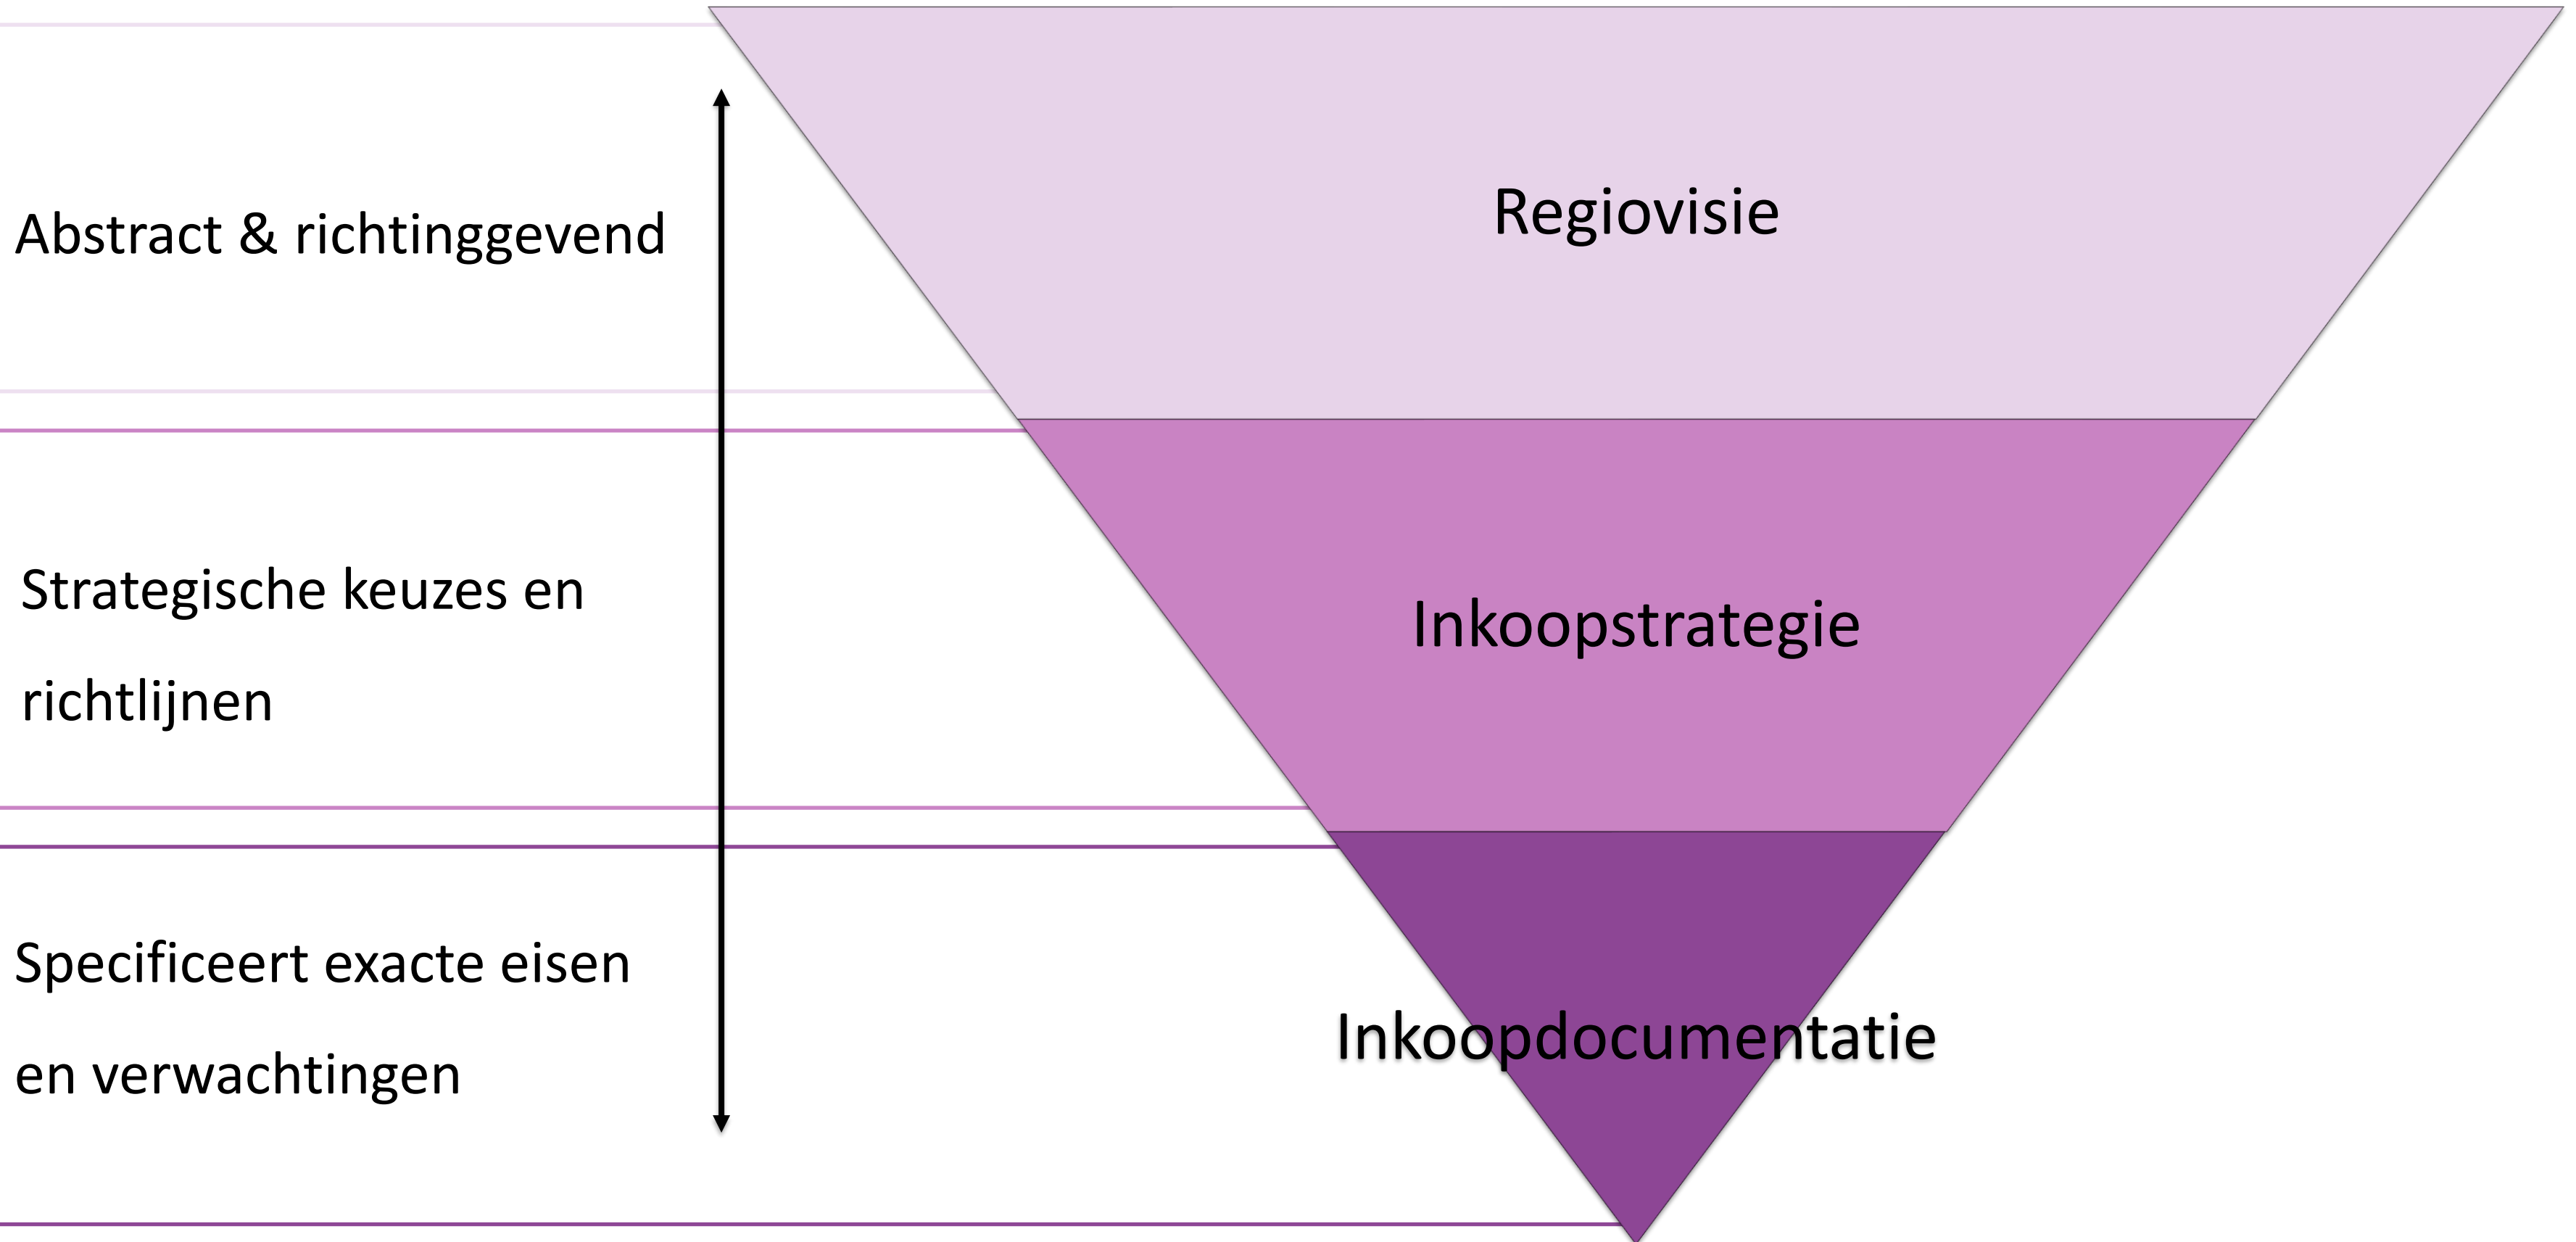 Abstract & richtinggevend
Regiovisie
Strategische keuzes en
richtlijnen
Inkoopstrategie
Specificeert exacte eisen
en verwachtingen
Inkoopdocumentatie